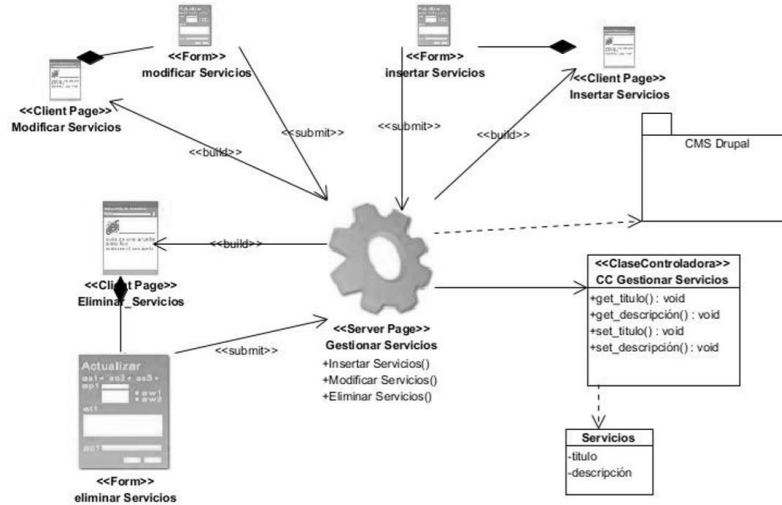 <<Form>>
modificar Servicios
<<Form>>
insertar Servicios
<<Client Page>>
Modificar Servicios
<<Client Page>>
Insertar Servicios
<<submit>>
<<submit>>
<<build>>
<<build>>
CMS Drupal
<<build>>
<<Client Page>>
Eliminar_Servicios
<<ClaseControladora>>
CC Gestionar Servicios
+get_titulo() : void
+get_descripción() : void
+set_titulo() : void
+set_descripción() : void
<<Server Page>>
Gestionar Servicios
+Insertar Servicios()
+Modificar Servicios()
+Eliminar Servicios()
<<submit>>
Actualizar
Servicios
-titulo
-descripción
<<Form>>
eliminar Servicios